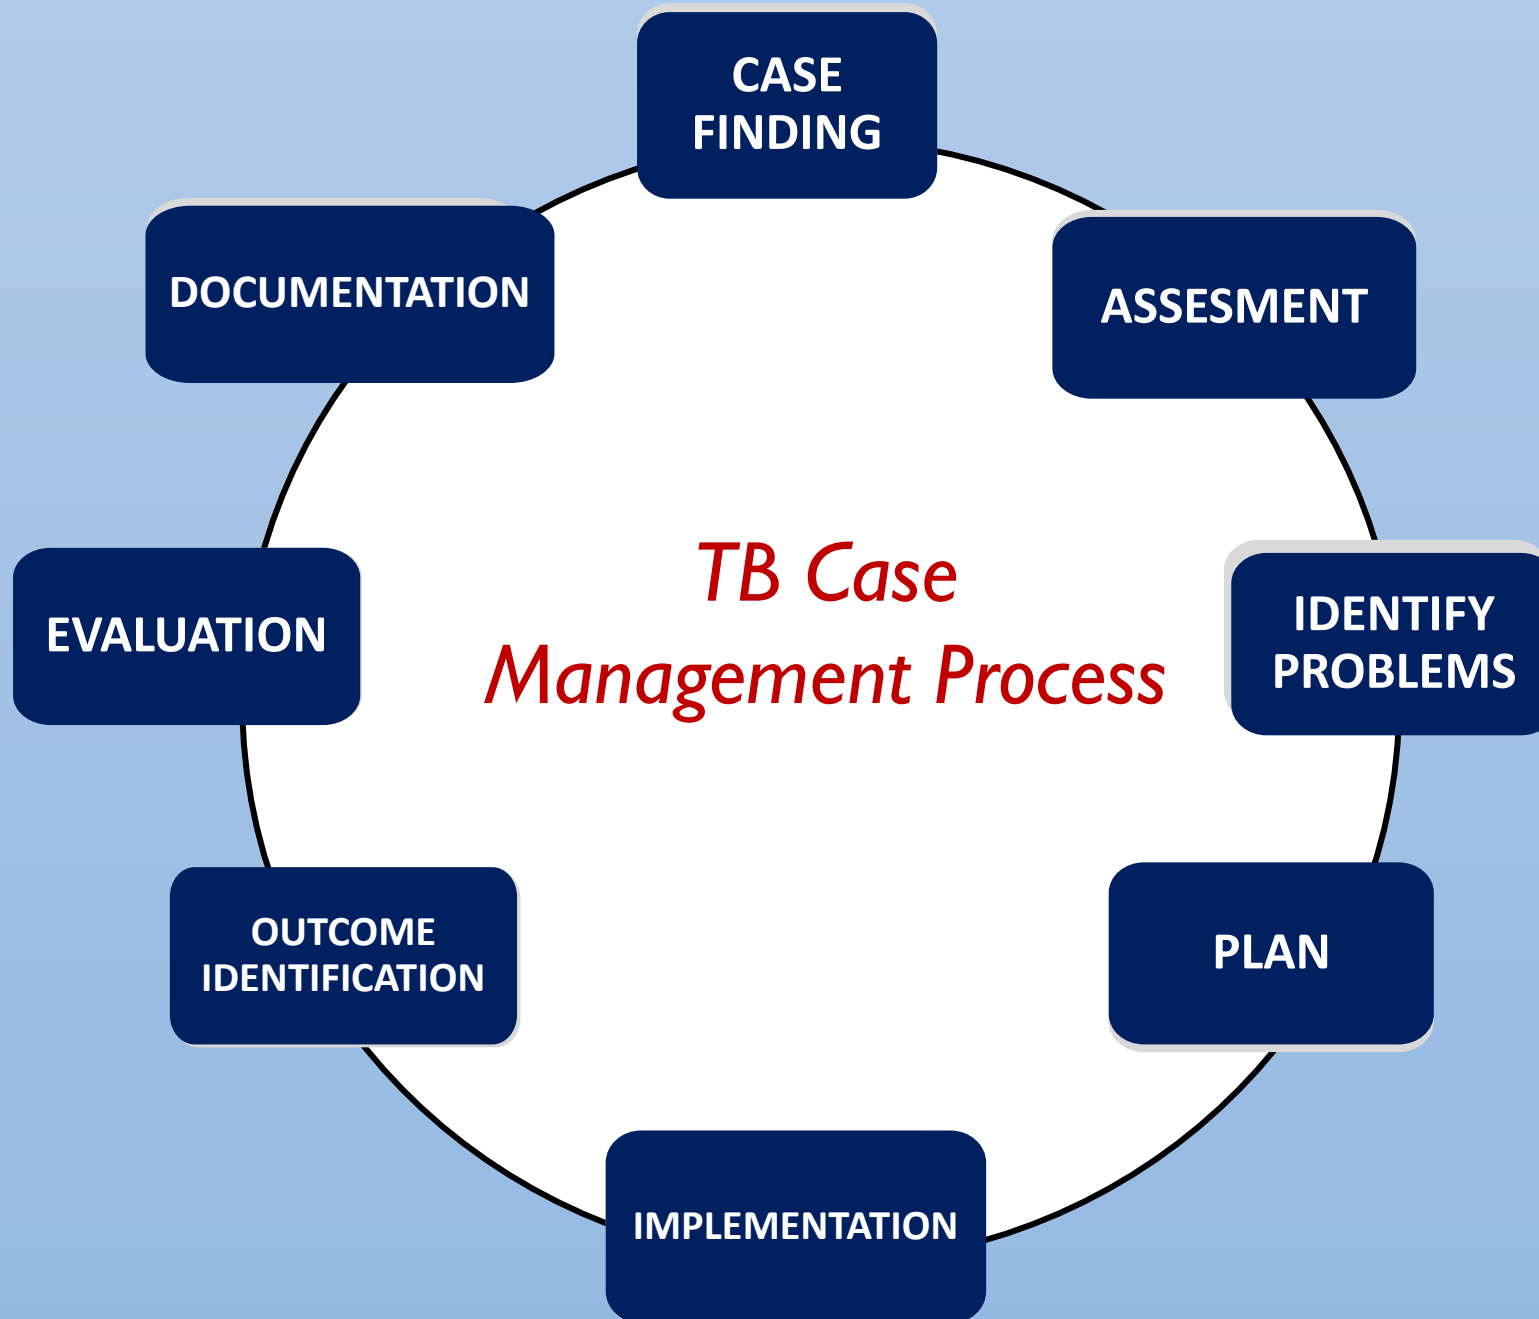 CASE
FINDING
ASSESMENT
IDENTIFY
PROBLEMS
PLAN
IMPLEMENTATION
OUTCOME
IDENTIFICATION
EVALUATION
DOCUMENTATION
TB Case
Management Process